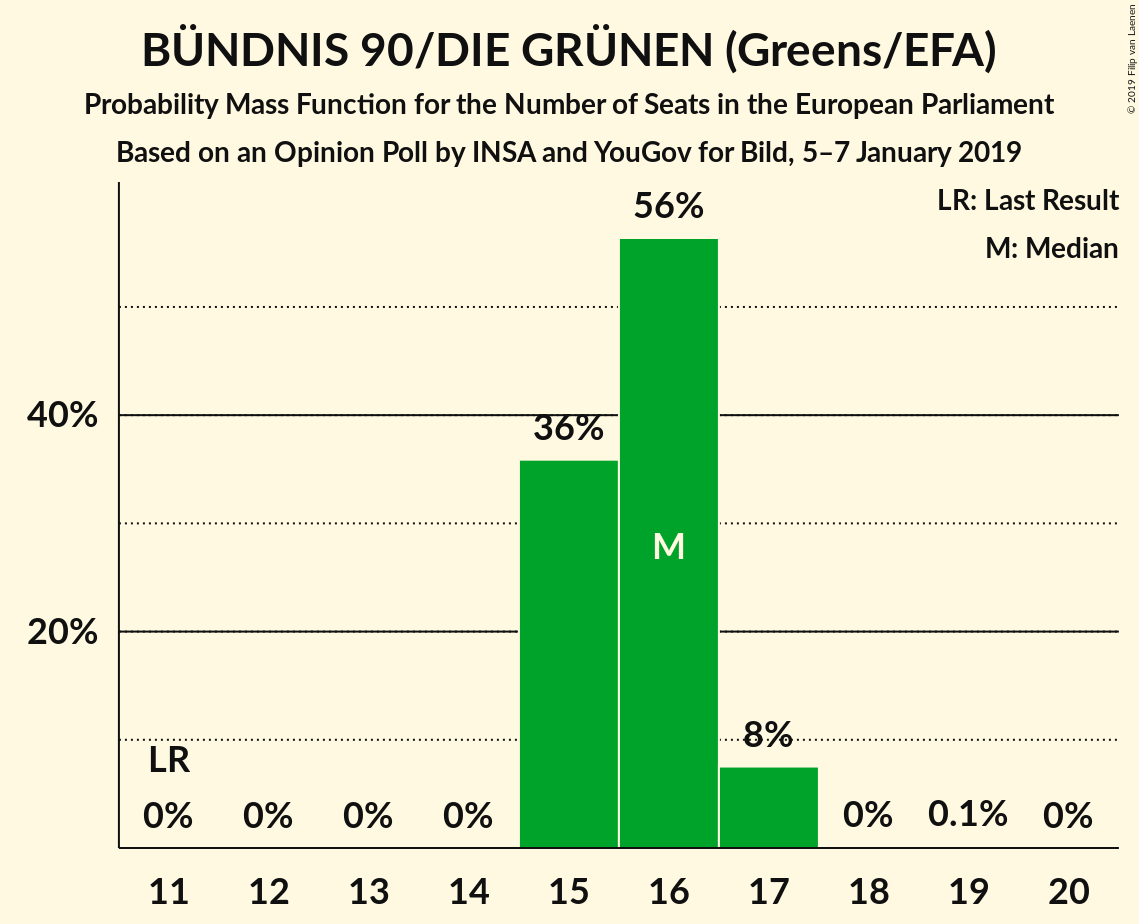 BÜNDNIS 90/DIE GRÜNEN (Greens/EFA)
Probability Mass Function for the Number of Seats in the European Parliament
Based on an Opinion Poll by INSA and YouGov for Bild, 5–7 January 2019
© 2019 Filip van Laenen
LR: Last Result
M: Median
56%
40%
36%
M
20%
8%
LR
0% 0% 0% 0% 0% 0.1% 0%
11 12 13 14 15 16 17 18 19 20